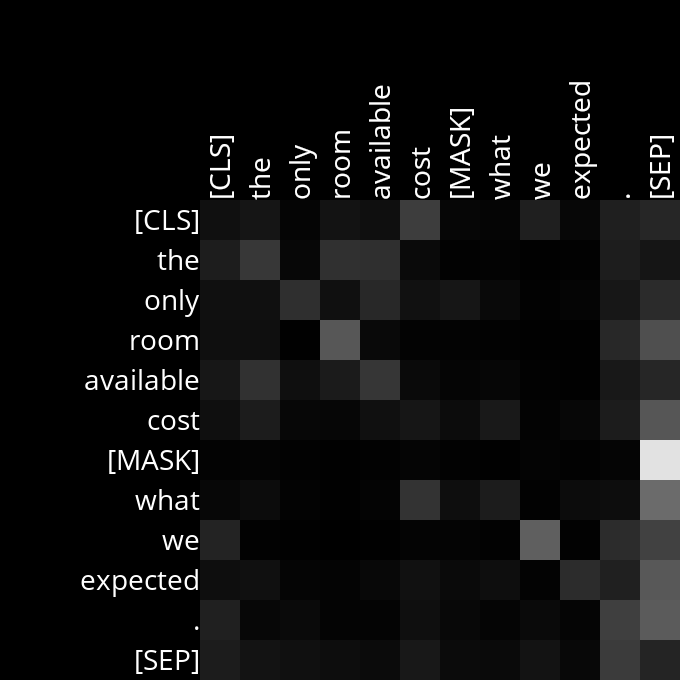 [CLS]
the
only
room
available
cost
[MASK]
what
we
expected
.
[SEP]
[CLS]
the
only
room
available
cost
[MASK]
what
we
expected
.
[SEP]